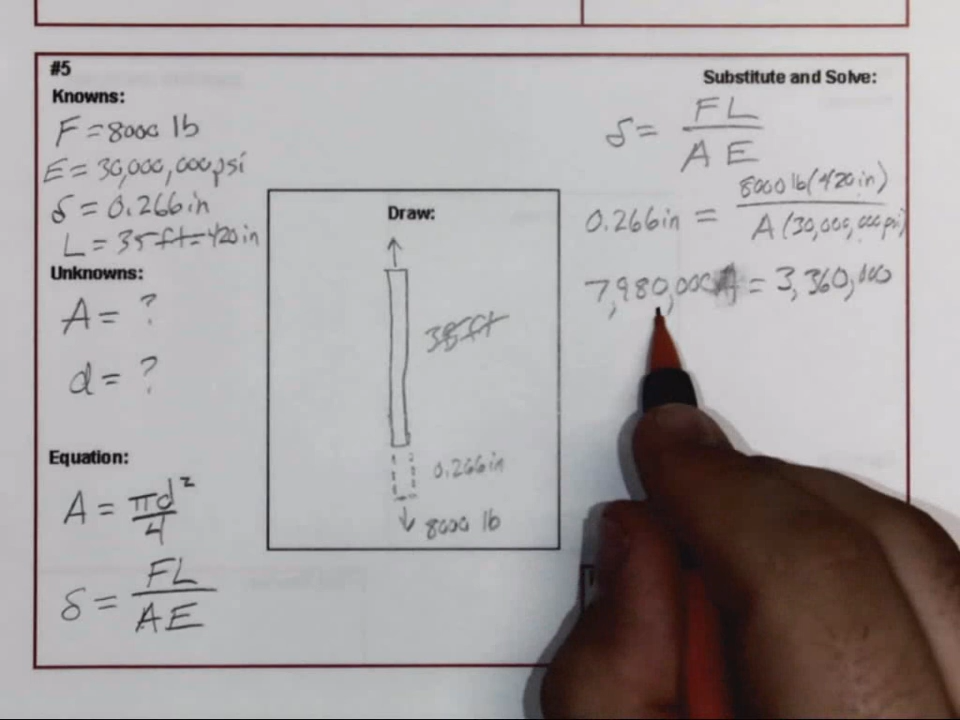 #5
Knowns:
F = 8000 lb
E = 30,000,000 psi
δ = 0.266 in
L = 35 ft = 420 in
Unknowns:
A = ?
d = ?
Equation:
A = πd²/4
δ = FL/AE
Draw:
35 ft
0.266 in
8000 lb
Substitute and Solve:
δ = FL/AE
0.266 in = 8000 lb (420 in)/A (30,000,000 psi)
7,980,000 A = 3,360,000